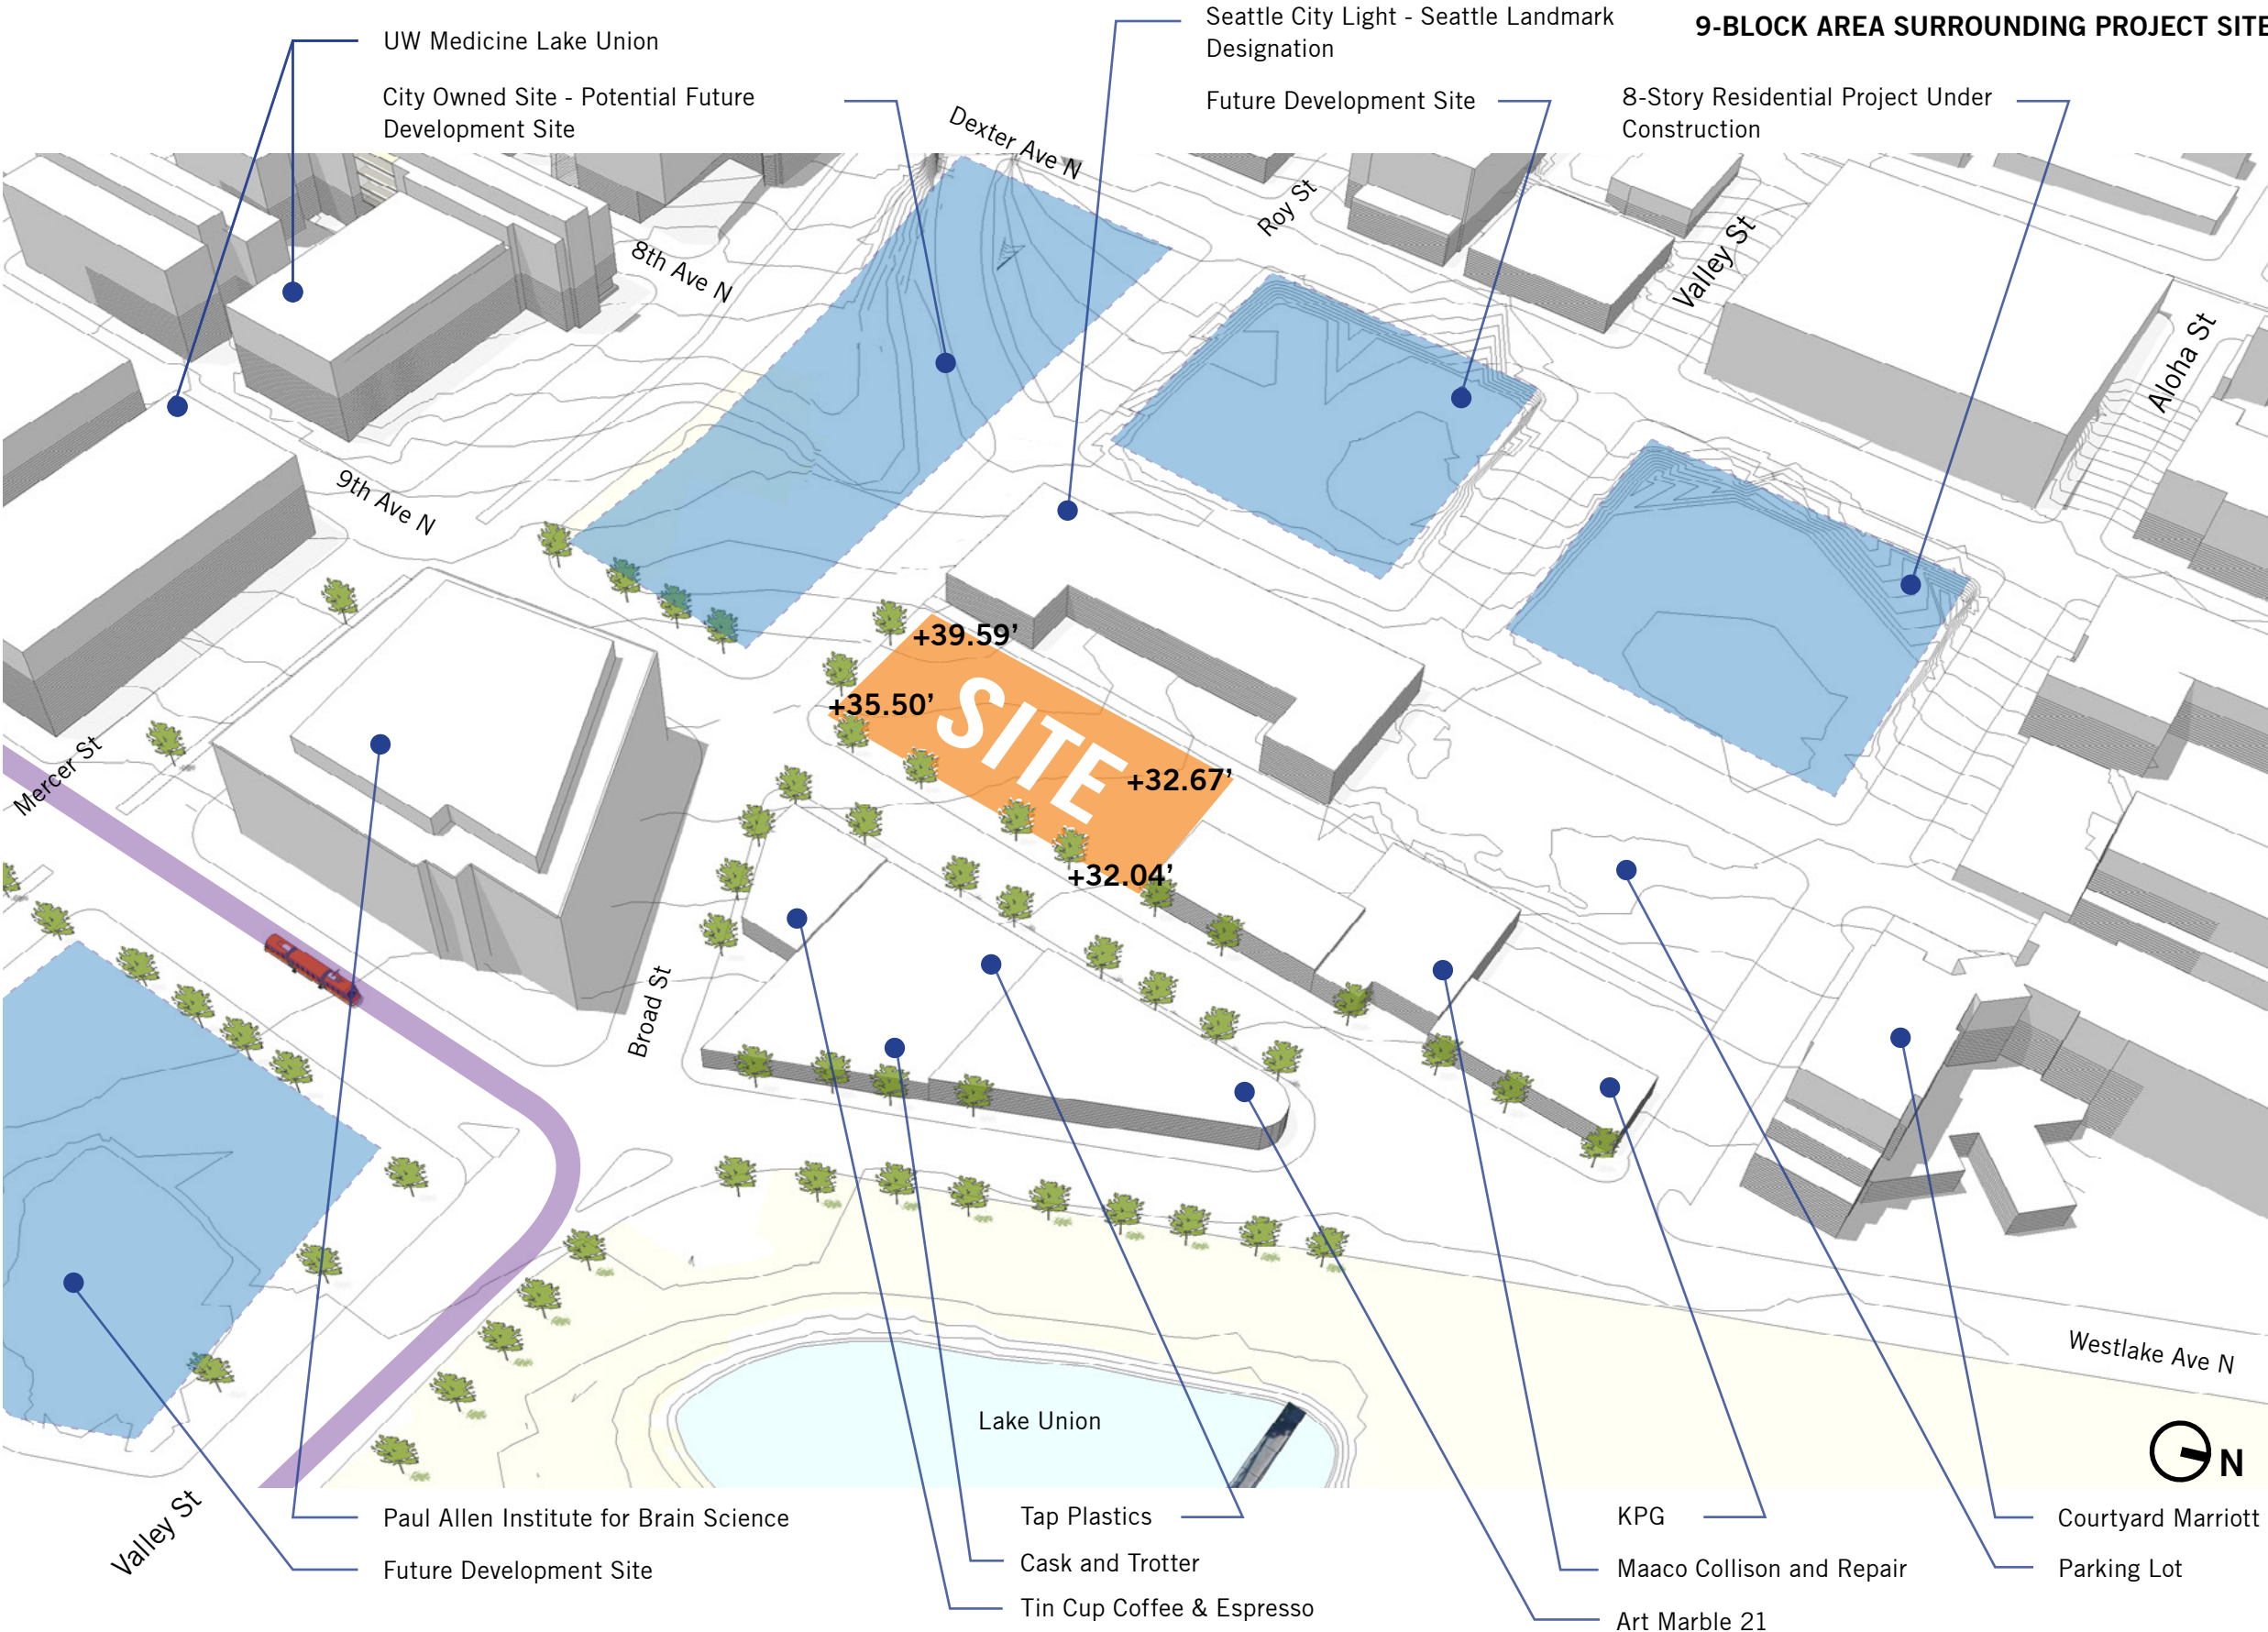 9-BLOCK AREA SURROUNDING PROJECT SITE
UW Medicine Lake Union
City Owned Site - Potential Future
Development Site
Seattle City Light - Seattle Landmark
Designation
Future Development Site
8-Story Residential Project Under
Construction
Dexter Ave N
Roy St
Valley St
Aloha St
8th Ave N
9th Ave N
Mercer St
Broad St
+39.59’
+35.50’
SITE
+32.67’
+32.04’
Lake Union
Westlake Ave N
N
Valley St
Paul Allen Institute for Brain Science
Future Development Site
Tap Plastics
Cask and Trotter
Tin Cup Coffee & Espresso
KPG
Maaco Collison and Repair
Art Marble 21
Courtyard Marriott
Parking Lot